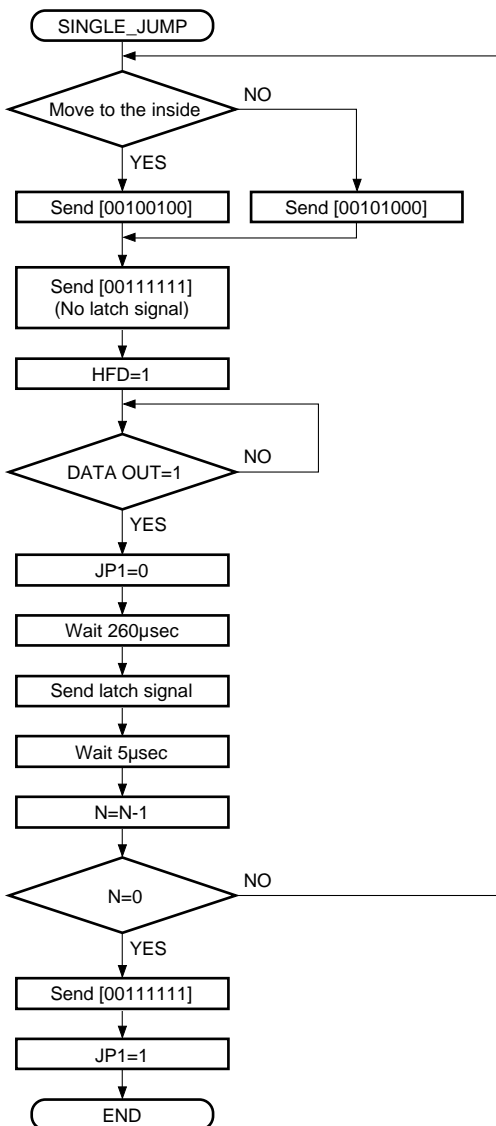 SINGLE_JUMP
Move to the inside
NO
YES
Send [00100100]
Send [00101000]
Send [00111111]
(No latch signal)
HFD=1
DATA OUT=1
NO
YES
JP1=0
Wait 260µsec
Send latch signal
Wait 5µsec
N=N-1
N=0
NO
YES
Send [00111111]
JP1=1
END